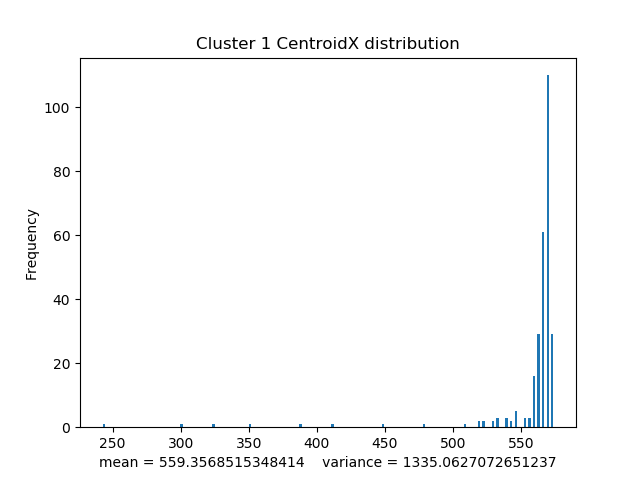 Cluster 1 CentroidX distribution
Frequency
100
80
60
40
20
0
250 300 350 400 450 500 550
mean = 559.3568515348414 variance = 1335.0627072651237